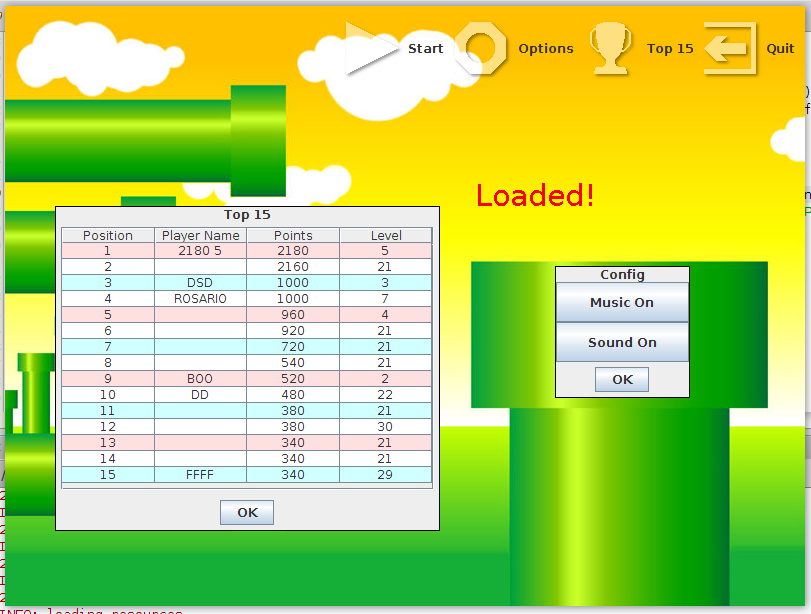 Start Options Top 15 Quit
Loaded!
Top 15
Position Player Name Points Level
1 2180 5 2180 5
2 2160 21
3 DSD 1000 3
4 ROSARIO 1000 7
5 960 4
6 920 21
7 720 21
8 540 21
9 BOO 520 2
10 DD 480 22
11 380 21
12 380 30
13 340 21
14 340 21
15 FFFF 340 29
OK
Config
Music On
Sound On
OK